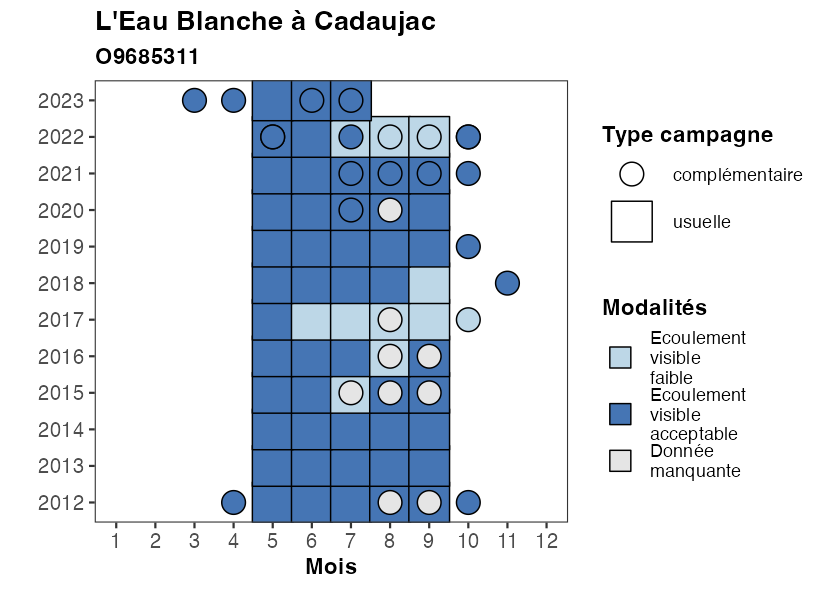 L'Eau Blanche à Cadaujac
O9685311
2023
2022
2021
2020
2019
2018
2017
2016
2015
2014
2013
2012
1 2 3 4 5 6 7 8 9 10 11 12
Mois
Type campagne
complémentaire
usuelle
Modalités
Ecoulement
visible
faible
Ecoulement
visible
acceptable
Donnée
manquante